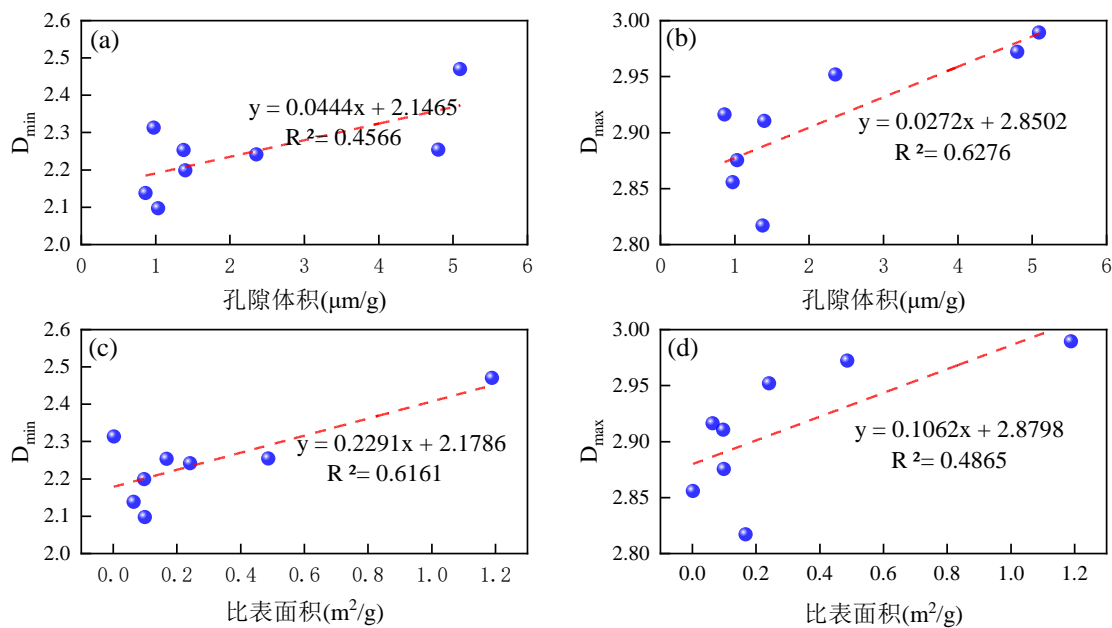 (a)
2.6
2.5
2.4
2.3
2.2
2.1
2.0
D_min
y = 0.0444x + 2.1465
R ²= 0.4566
0 1 2 3 4 5 6
孔隙体积(μm/g)
(b)
3.00
2.95
2.90
2.85
2.80
D_max
y = 0.0272x + 2.8502
R ²= 0.6276
0 1 2 3 4 5 6
孔隙体积(μm/g)
(c)
2.6
2.5
2.4
2.3
2.2
2.1
2.0
D_min
y = 0.2291x + 2.1786
R ²= 0.6161
0.0 0.2 0.4 0.6 0.8 1.0 1.2
比表面积(m²/g)
(d)
3.00
2.95
2.90
2.85
2.80
D_max
y = 0.1062x + 2.8798
R ²= 0.4865
0.0 0.2 0.4 0.6 0.8 1.0 1.2
比表面积(m²/g)